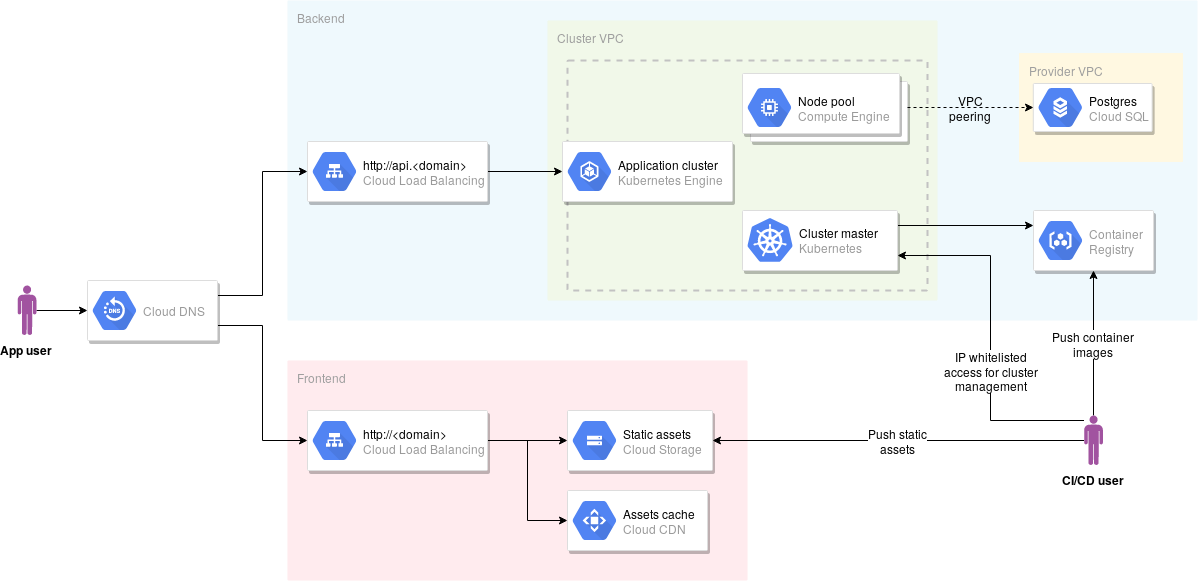 Backend
Cluster VPC
Provider VPC
Node pool
Compute Engine
VPC
peering
Postgres
Cloud SQL
http://api.<domain>
Cloud Load Balancing
Application cluster
Kubernetes Engine
Cluster master
Kubernetes
Container
Registry
DNS
Cloud DNS
App user
Push container
images
IP whitelisted
access for cluster
management
Frontend
http://<domain>
Cloud Load Balancing
Static assets
Cloud Storage
Push static
assets
CI/CD user
Assets cache
Cloud CDN